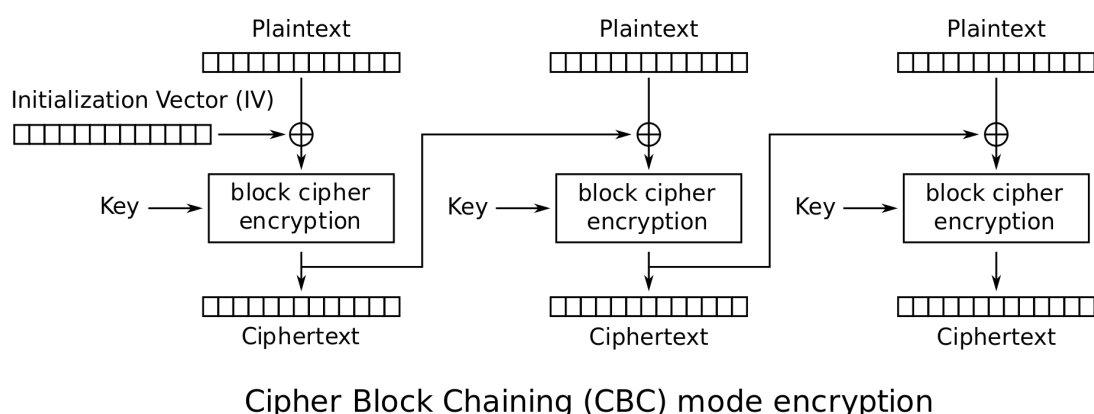 Plaintext
Plaintext
Plaintext
Initialization Vector (IV)
Key
block cipher
encryption
Key
block cipher
encryption
Key
block cipher
encryption
Ciphertext
Ciphertext
Ciphertext
Cipher Block Chaining (CBC) mode encryption